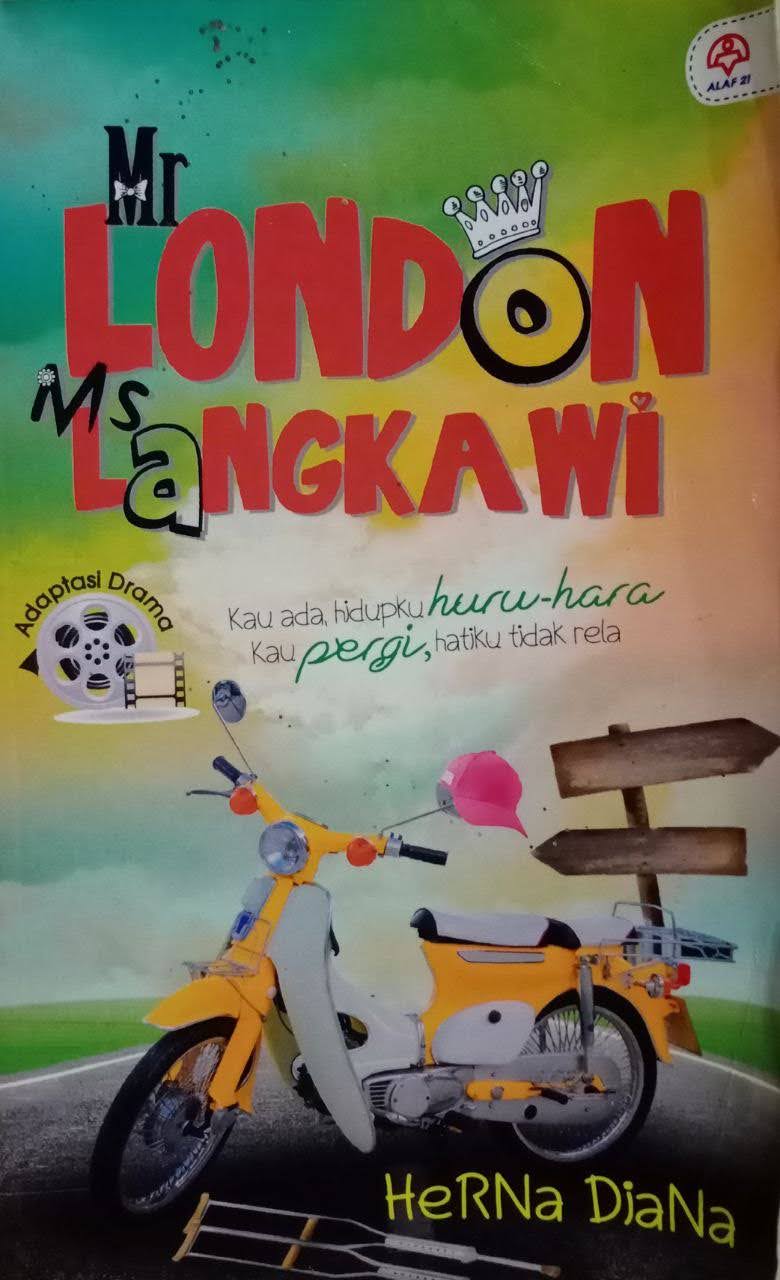 ALAF 21
Mr
LONDON
Ms
LaNGKAWi
Adaptasi Drama
Kau ada, hidupku huru-hara
Kau pergi, hatiku tidak rela
HeRNa DiaNa